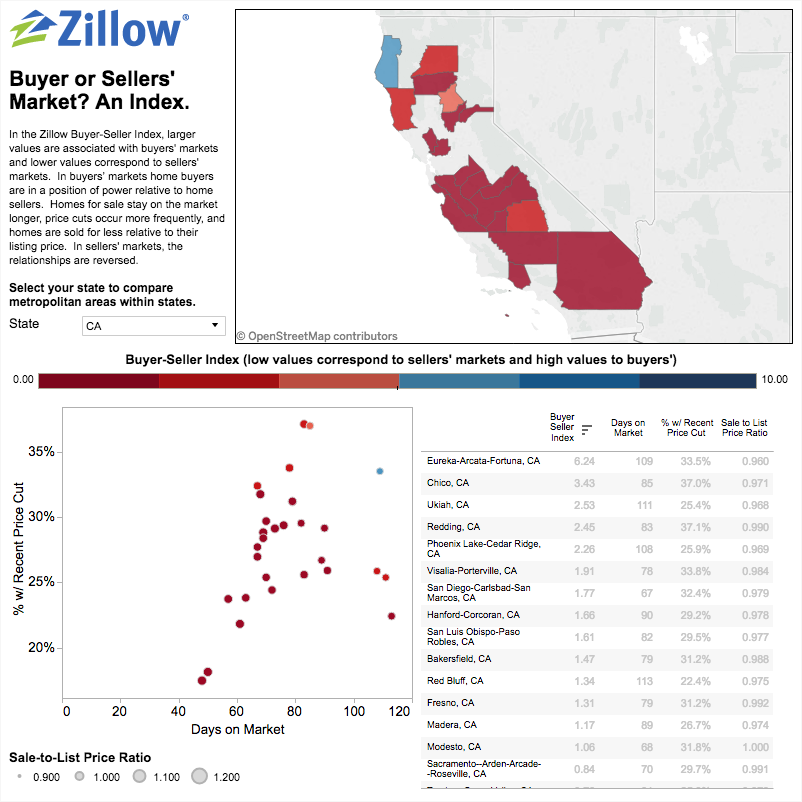 Zillow®
Buyer or Sellers'
Market? An Index.
In the Zillow Buyer-Seller Index, larger
values are associated with buyers' markets
and lower values correspond to sellers'
markets. In buyers' markets home buyers
are in a position of power relative to home
sellers. Homes for sale stay on the market
longer, price cuts occur more frequently, and
homes are sold for less relative to their
listing price. In sellers' markets, the
relationships are reversed.
Select your state to compare
metropolitan areas within states.
State CA
© OpenStreetMap contributors
Buyer-Seller Index (low values correspond to sellers' markets and high values to buyers')
0.00 10.00
% w/ Recent Price Cut
35%
30%
25%
20%
0 20 40 60 80 100 120
Days on Market
Sale-to-List Price Ratio
0.900 1.000 1.100 1.200
Buyer
Seller
Index
Days on
Market
% w/ Recent
Price Cut
Sale to List
Price Ratio
Eureka-Arcata-Fortuna, CA 6.24 109 33.5% 0.960
Chico, CA 3.43 85 37.0% 0.971
Ukiah, CA 2.53 111 25.4% 0.968
Redding, CA 2.45 83 37.1% 0.990
Phoenix Lake-Cedar Ridge,
CA 2.26 108 25.9% 0.969
Visalia-Porterville, CA 1.91 78 33.8% 0.984
San Diego-Carlsbad-San
Marcos, CA 1.77 67 32.4% 0.979
Hanford-Corcoran, CA 1.66 90 29.2% 0.978
San Luis Obispo-Paso
Robles, CA 1.61 82 29.5% 0.977
Bakersfield, CA 1.47 79 31.2% 0.988
Red Bluff, CA 1.34 113 22.4% 0.975
Fresno, CA 1.31 79 31.2% 0.992
Madera, CA 1.17 89 26.7% 0.974
Modesto, CA 1.06 68 31.8% 1.000
Sacramento--Arden-Arcade-
-Roseville, CA 0.84 70 29.7% 0.991